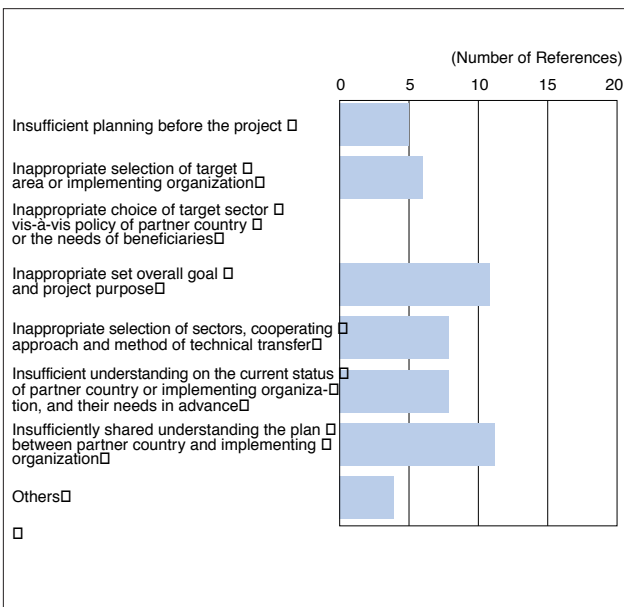 (Number of References)
0 5 10 15 20
Insufficient planning before the project □
Inappropriate selection of target □
area or implementing organization□
Inappropriate choice of target sector □
vis-à-vis policy of partner country □
or the needs of beneficiaries□
Inappropriate set overall goal □
and project purpose□
Inappropriate selection of sectors, cooperating □
approach and method of technical transfer□
Insufficient understanding on the current status □
of partner country or implementing organiza-□
tion, and their needs in advance□
Insufficiently shared understanding the plan □
between partner country and implementing □
organization□
Others□
□